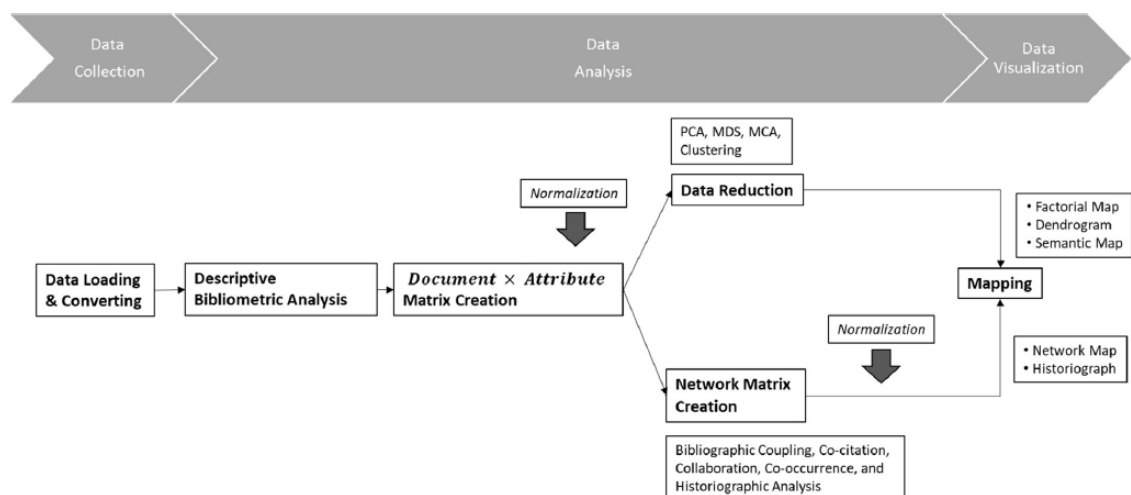 Data
Collection
Data
Analysis
Data
Visualization
PCA, MDS, MCA,
Clustering
Normalization
Data Reduction
• Factorial Map
• Dendrogram
• Semantic Map
Data Loading
& Converting
Descriptive
Bibliometric Analysis
Document × Attribute
Matrix Creation
Mapping
Normalization
• Network Map
• Historiograph
Network Matrix
Creation
Bibliographic Coupling, Co-citation,
Collaboration, Co-occurrence, and
Historiographic Analysis